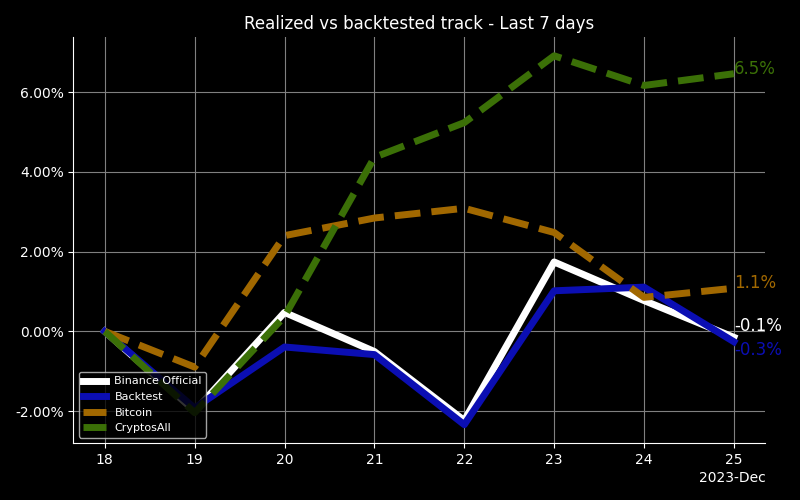 Realized vs backtested track - Last 7 days
6.00%
4.00%
2.00%
0.00%
-2.00%
6.5%
1.1%
-0.1%
-0.3%
Binance Official
Backtest
Bitcoin
CryptosAll
18 19 20 21 22 23 24 25
2023-Dec